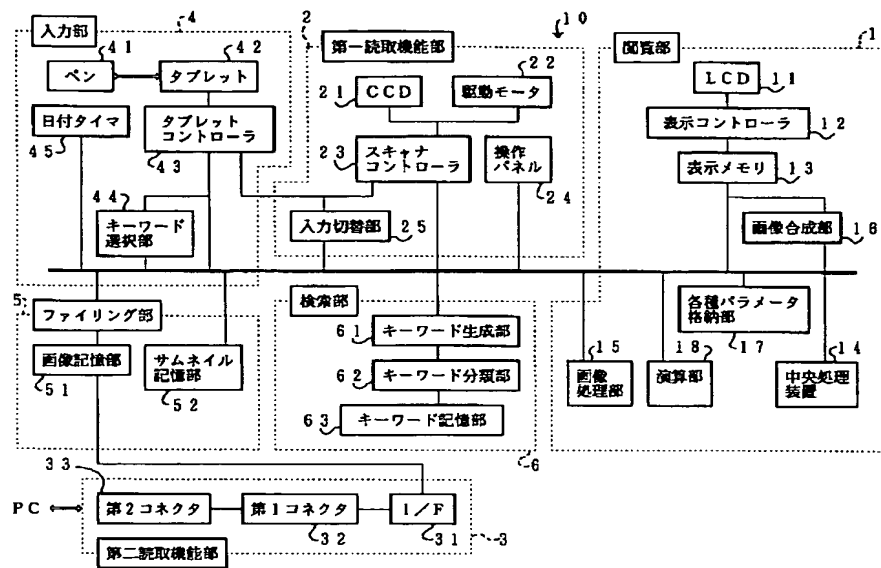 入力部
4
2
10
第一読取機能部
閲覧部
1
41
ペン
42
タブレット
日付タイマ
45
タブレット
コントローラ
43
44
キーワード
選択部
21
CCD
22
駆動モータ
23
スキャナ
コントローラ
操作
パネル
24
入力切替部
25
LCD
11
表示コントローラ
12
表示メモリ
13
画像合成部
16
5
ファイリング部
画像記憶部
51
サムネイル
記憶部
52
検索部
61
キーワード生成部
62
キーワード分類部
63
キーワード記憶部
6
各種パラメータ
格納部
17
15
画像
処理部
18
演算部
14
中央処理
装置
33
PC
第2コネクタ
第1コネクタ
32
I/F
31
3
第二読取機能部